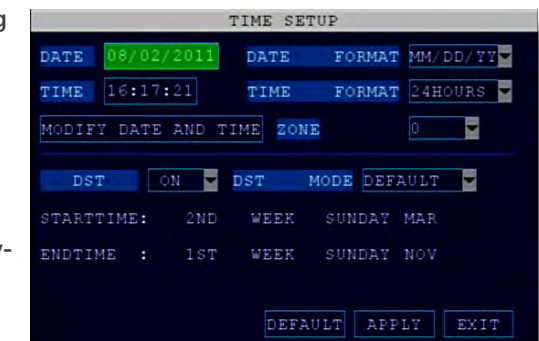 g
TIME SETUP
DATE 08/02/2011 DATE FORMAT MM/DD/YY
TIME 16:17:21 TIME FORMAT 24HOURS
MODIFY DATE AND TIME ZONE 0
DST ON DST MODE DEFAULT
STARTTIME: 2ND WEEK SUNDAY MAR
ENDTIME : 1ST WEEK SUNDAY NOV
DEFAULT APPLY EXIT